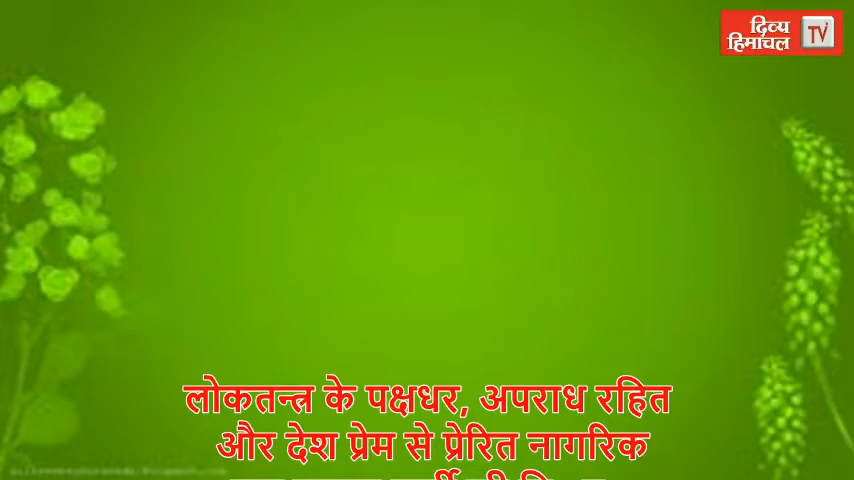 दिव्य
हिमाचल TV
लोकतन्त्र के पक्षधर, अपराध रहित
और देश प्रेम से प्रेरित नागरिक